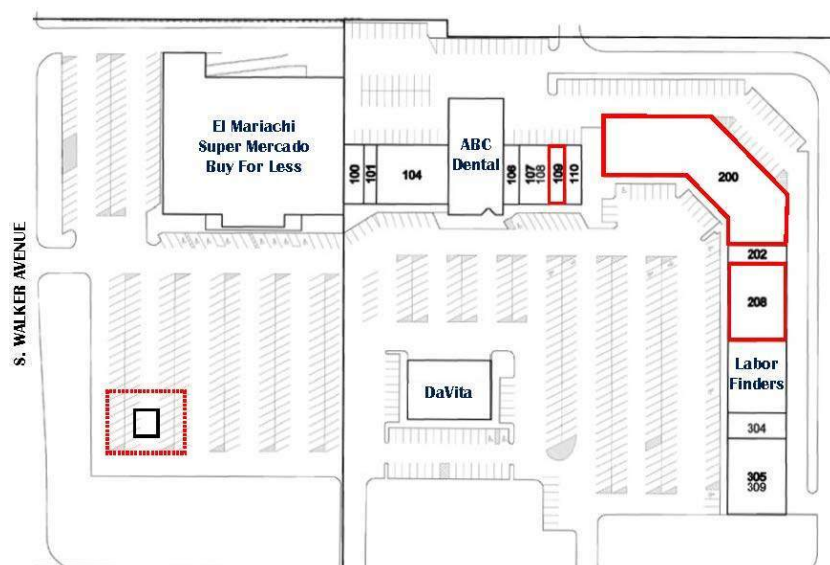 El Mariachi
Super Mercado
Buy For Less
ABC
Dental
100
101
104
106
107
108
109
110
200
202
208
Labor
Finders
304
305
309
DaVita
S. WALKER AVENUE